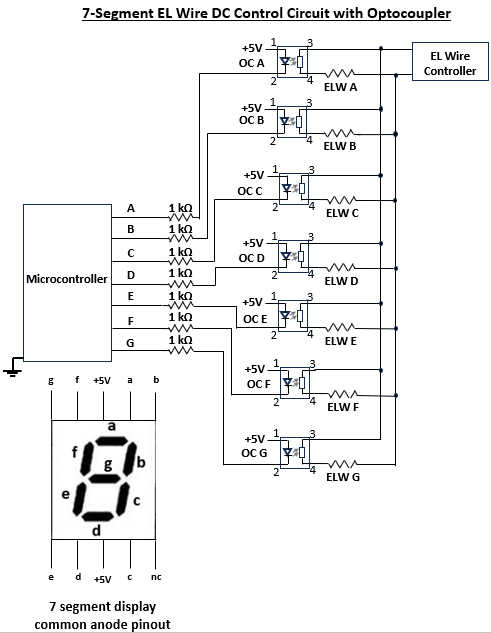 7-Segment EL Wire DC Control Circuit with Optocoupler
+5V 1 3
OC A
2 4
ELW A
EL Wire
Controller
+5V 1 3
OC B
2 4
ELW B
+5V 1 3
OC C
2 4
ELW C
+5V 1 3
OC D
2 4
ELW D
+5V 1 3
OC E
2 4
ELW E
+5V 1 3
OC F
2 4
ELW F
+5V 1 3
OC G
2 4
ELW G
Microcontroller
A 1 kΩ
B 1 kΩ
C 1 kΩ
D 1 kΩ
E 1 kΩ
F 1 kΩ
G 1 kΩ
g f +5V a b
a
f g b
e c
d
e d +5V c nc
7 segment display
common anode pinout